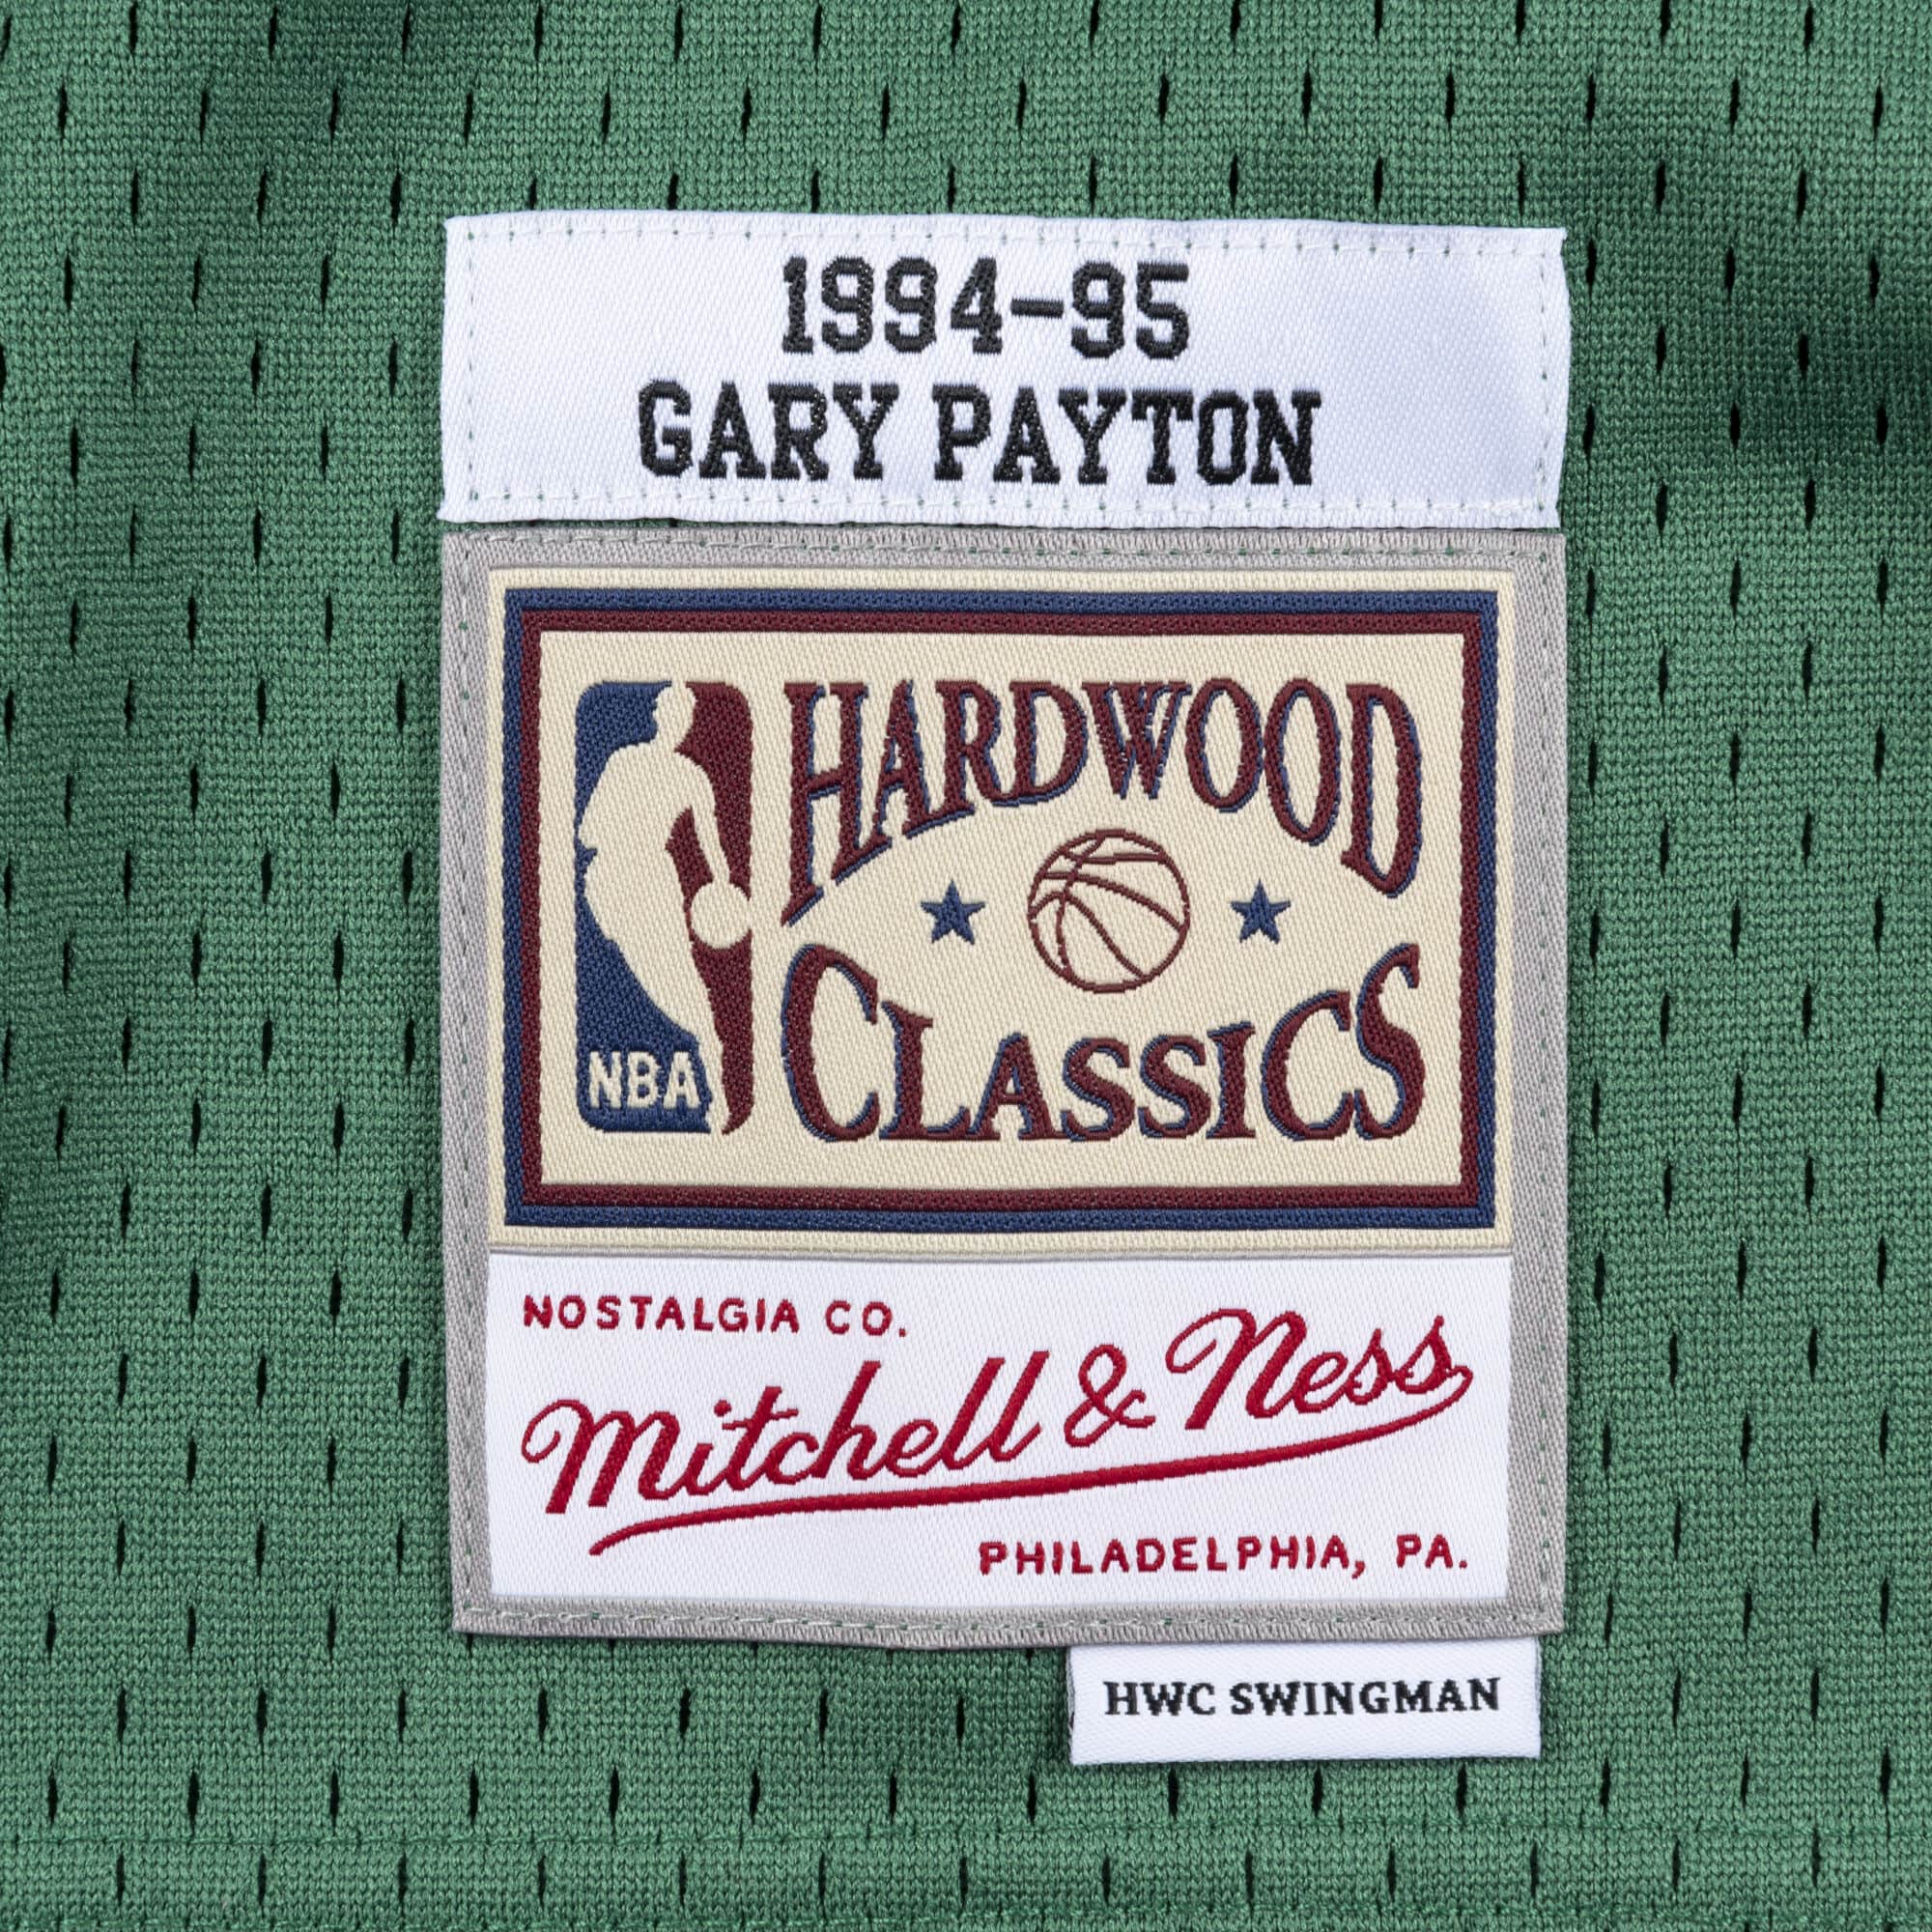 1994-95
GARY PAYTON
HARDWOOD
CLASSICS
NBA
NOSTALGIA CO.
Mitchell & Ness
PHILADELPHIA, PA.
HWC SWINGMAN